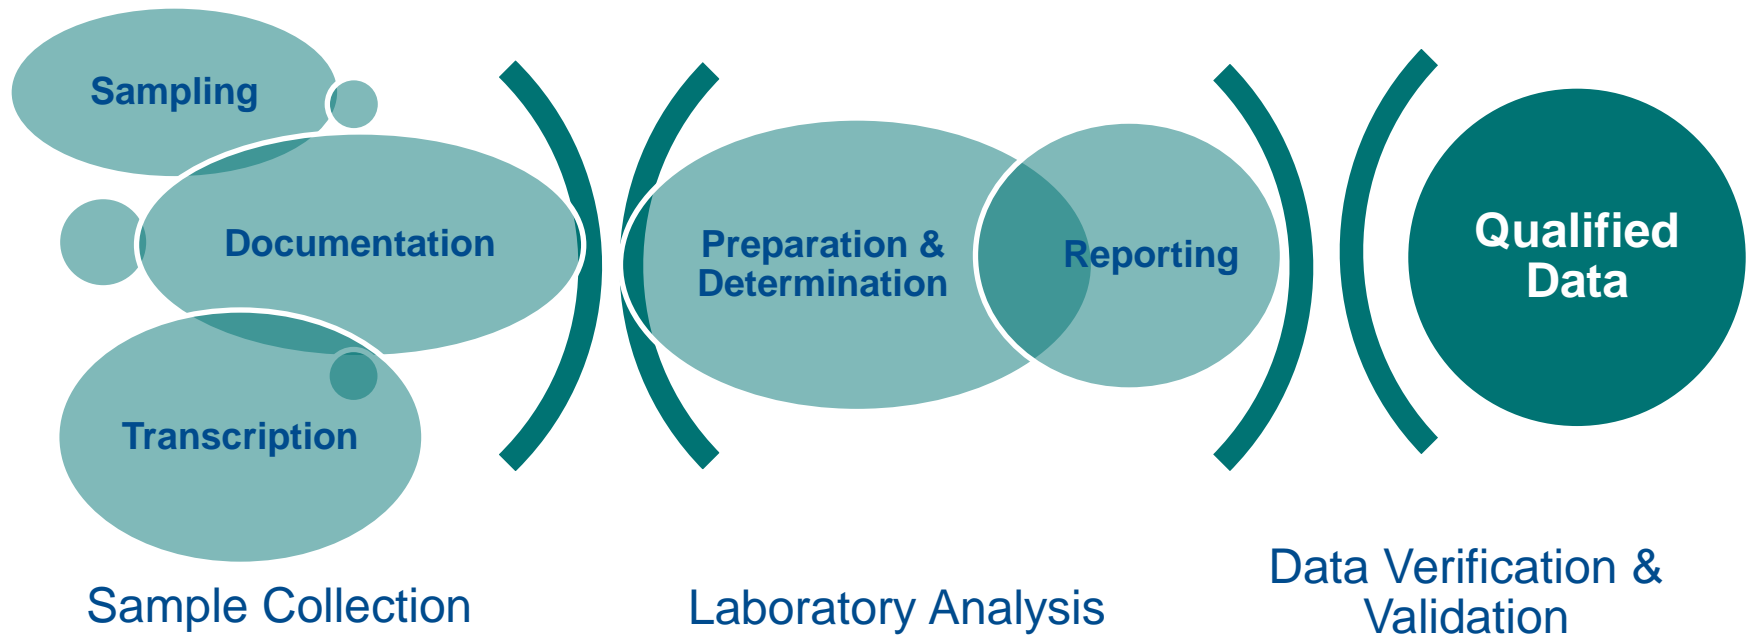 Sampling
Documentation
Transcription
Sample Collection
Preparation &
Determination
Reporting
Laboratory Analysis
Qualified
Data
Data Verification &
Validation